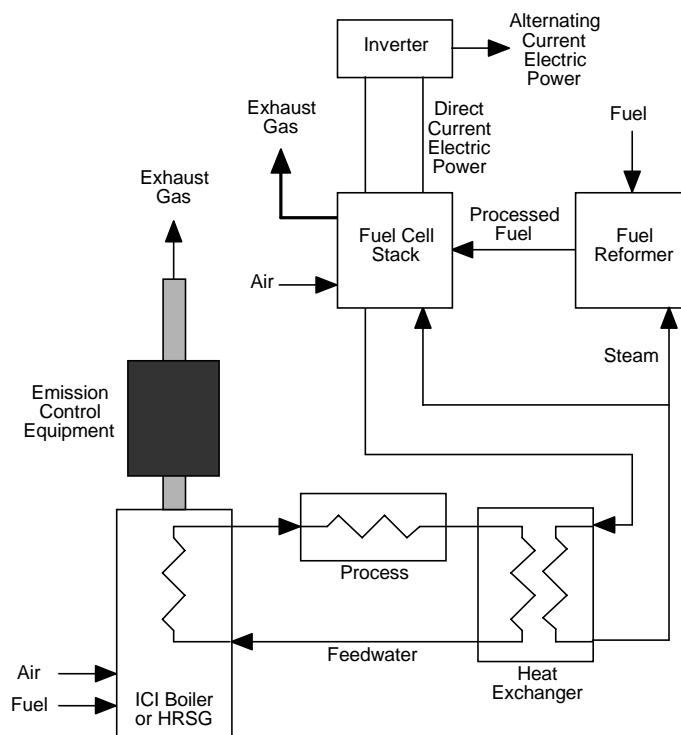 Inverter
Alternating
Current
Electric
Power
Exhaust
Gas
Direct
Current
Electric
Power
Fuel
Exhaust
Gas
Fuel Cell
Stack
Processed
Fuel
Fuel
Reformer
Air
Steam
Emission
Control
Equipment
Process
Feedwater
Heat
Exchanger
Air
Fuel
ICI Boiler
or HRSG